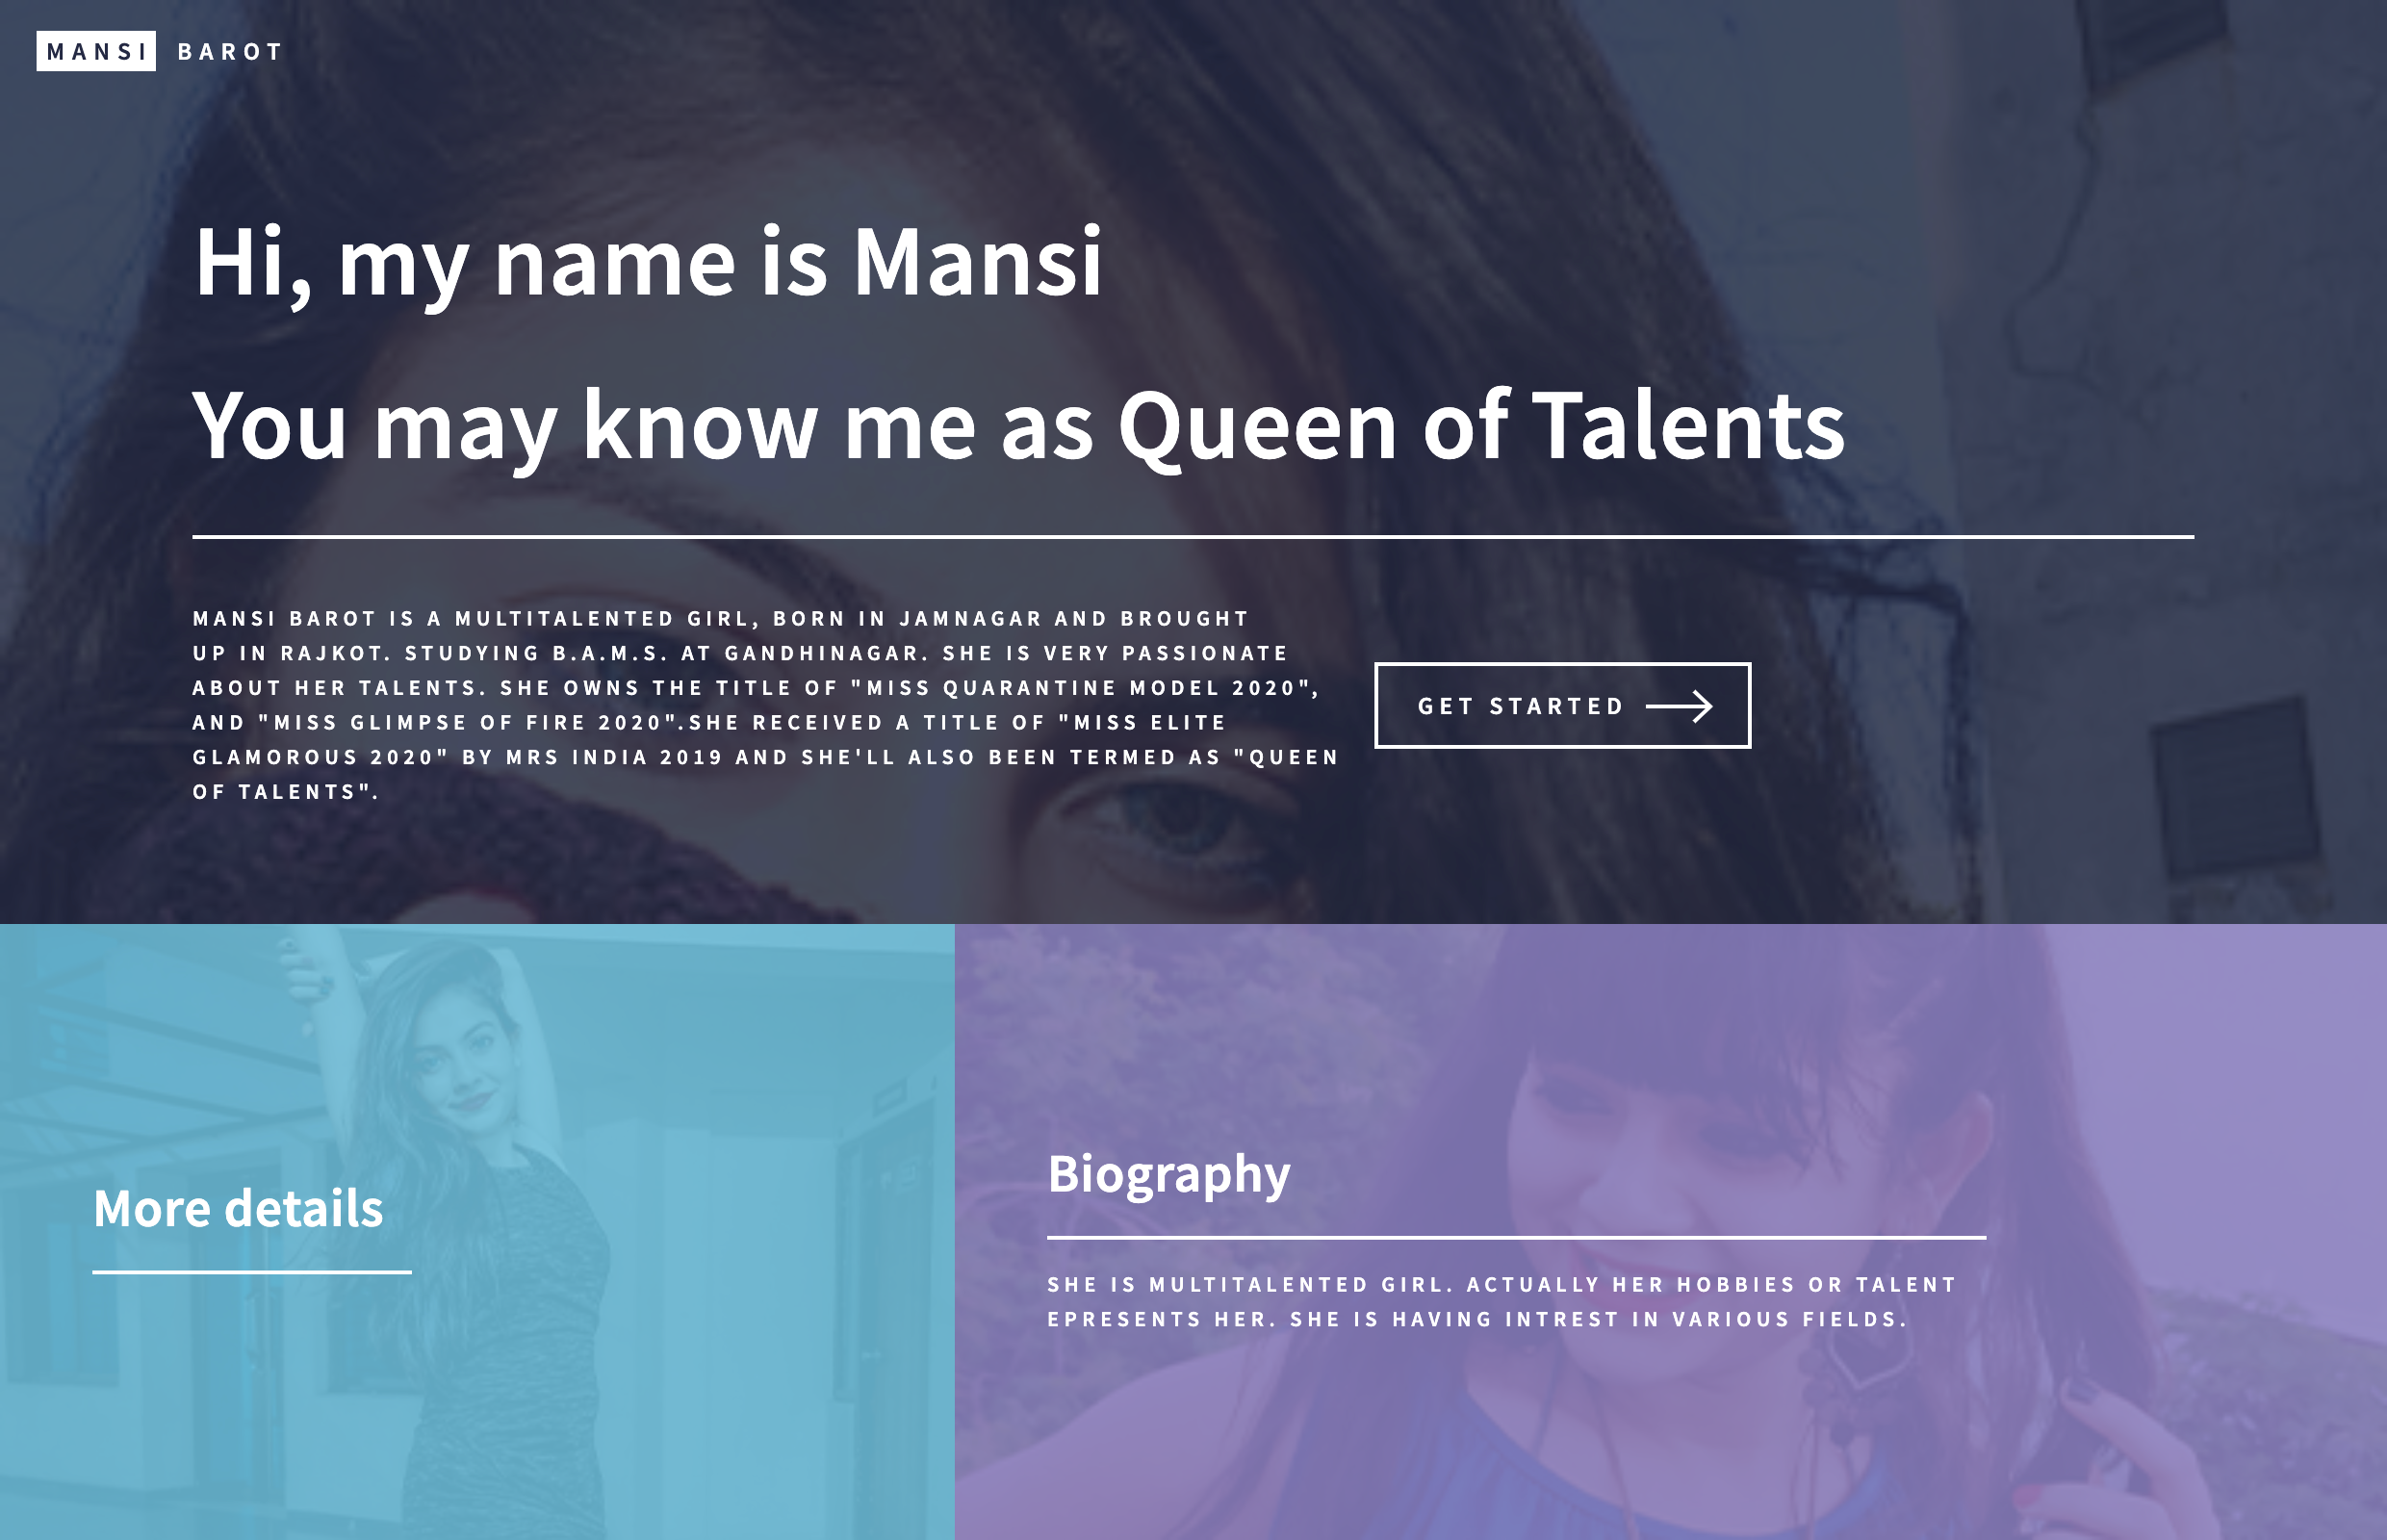 MANSI BAROT
Hi, my name is Mansi
You may know me as Queen of Talents
MANSI BAROT IS A MULTITALENTED GIRL, BORN IN JAMNAGAR AND BROUGHT
UP IN RAJKOT. STUDYING B.A.M.S. AT GANDHINAGAR. SHE IS VERY PASSIONATE
ABOUT HER TALENTS. SHE OWNS THE TITLE OF "MISS QUARANTINE MODEL 2020",
AND "MISS GLIMPSE OF FIRE 2020".SHE RECEIVED A TITLE OF "MISS ELITE
GLAMOROUS 2020" BY MRS INDIA 2019 AND SHE'LL ALSO BEEN TERMED AS "QUEEN
OF TALENTS".
GET STARTED
More details
Biography
SHE IS MULTITALENTED GIRL. ACTUALLY HER HOBBIES OR TALENT
EPRESENTS HER. SHE IS HAVING INTREST IN VARIOUS FIELDS.